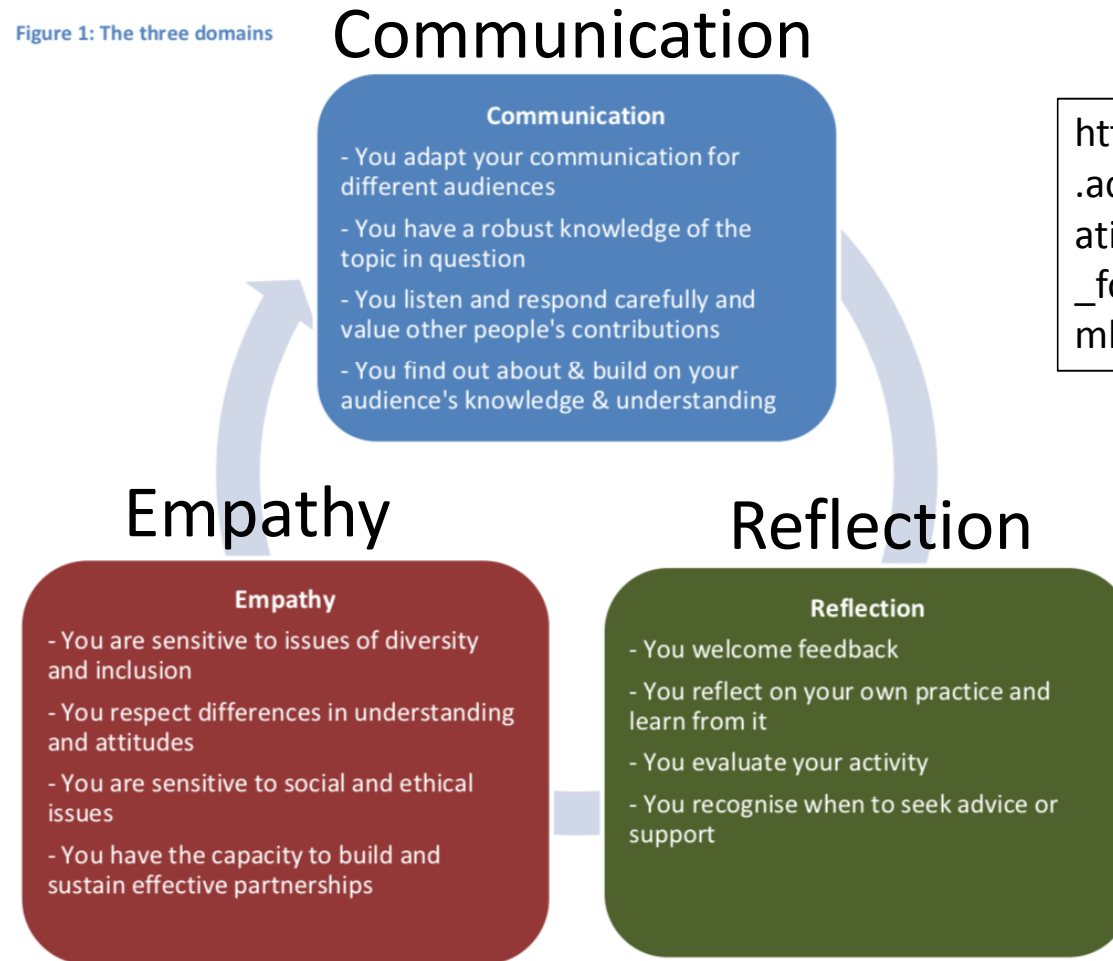 Figure 1: The three domains
Communication
Communication
- You adapt your communication for
different audiences
- You have a robust knowledge of the
topic in question
- You listen and respond carefully and
value other people's contributions
- You find out about & build on your
audience's knowledge & understanding
Empathy
Empathy
- You are sensitive to issues of diversity
and inclusion
- You respect differences in understanding
and attitudes
- You are sensitive to social and ethical
issues
- You have the capacity to build and
sustain effective partnerships
Reflection
Reflection
- You welcome feedback
- You reflect on your own practice and
learn from it
- You evaluate your activity
- You recognise when to seek advice or
support